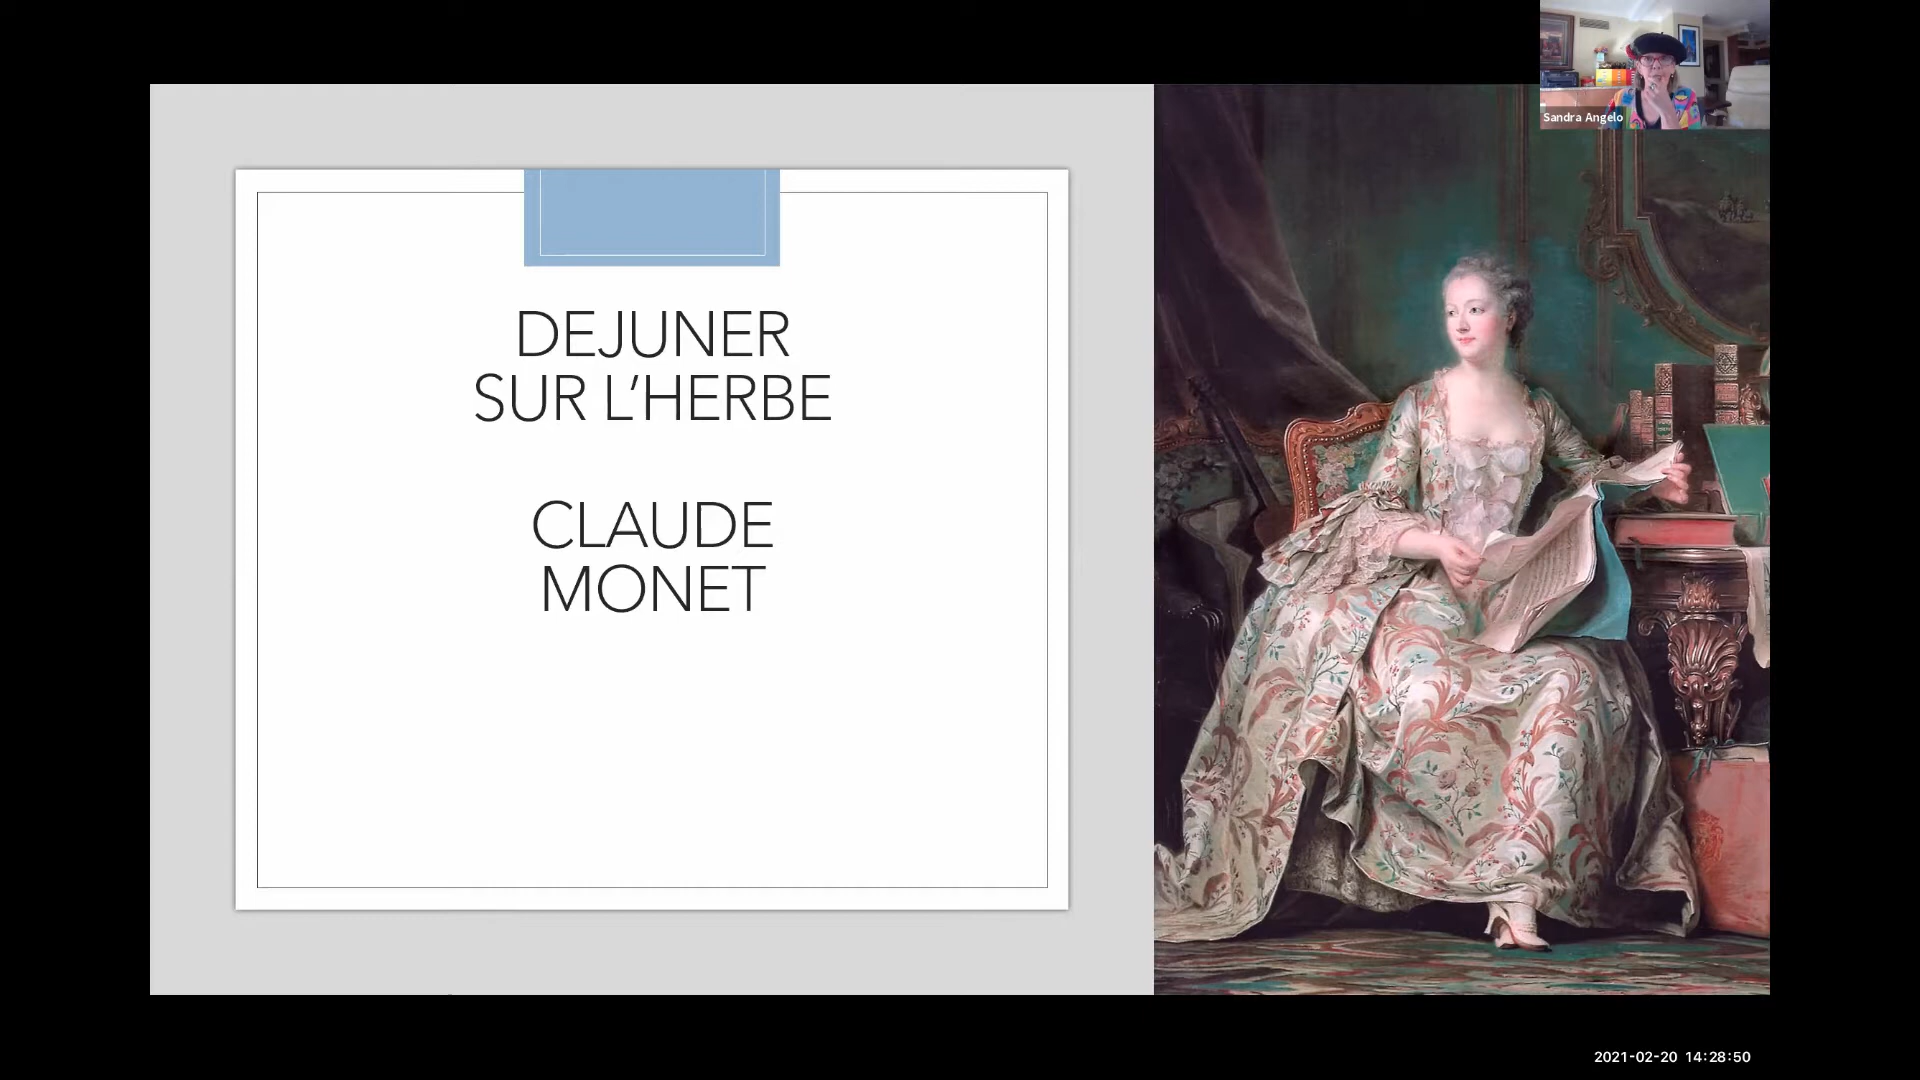 DEJUNER
SUR L’HERBE
CLAUDE
MONET
Sandra Angelo
2021-02-20 14:28:50